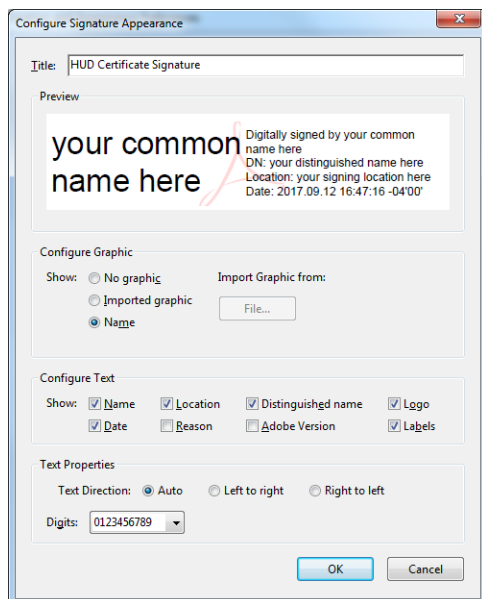 Configure Signature Appearance
Title: HUD Certificate Signature
Preview
your common
name here
Digitally signed by your common
name here
DN: your distinguished name here
Location: your signing location here
Date: 2017.09.12 16:47:16 -04'00'
Configure Graphic
Show: No graphic Import Graphic from:
Imported graphic File...
Name
Configure Text
Show: Name Location Distinguished name Logo
Date Reason Adobe Version Labels
Text Properties
Text Direction: Auto Left to right Right to left
Digits: 0123456789
OK Cancel